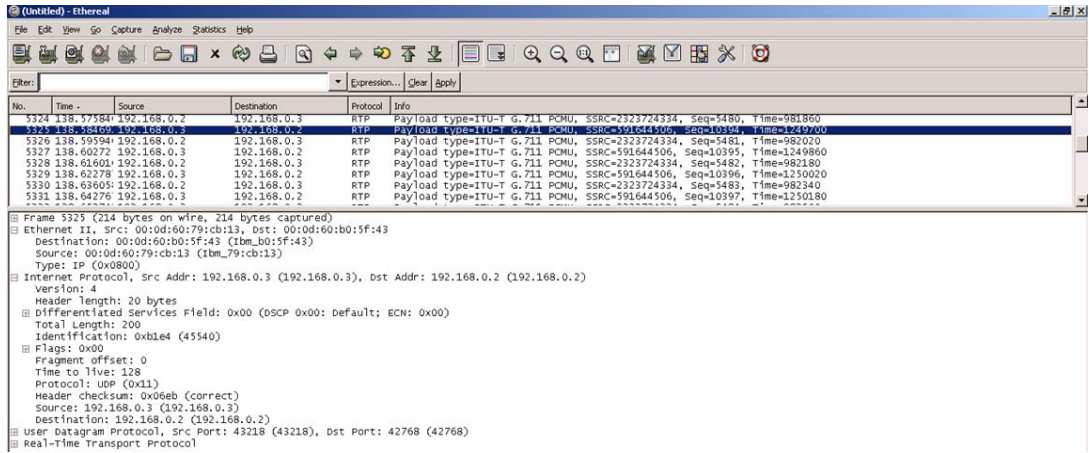 (Untitled) - Ethereal
File Edit View Go Capture Analyze Statistics Help
Filter: Expression... Clear Apply
No. Time - Source Destination Protocol Info
5324 138.57584 192.168.0.2 192.168.0.3 RTP Payload type=ITU-T G.711 PCMU, SSRC=2323724334, Seq=5480, Time=981860
5325 138.58469 192.168.0.3 192.168.0.2 RTP Payload type=ITU-T G.711 PCMU, SSRC=591644506, Seq=10394, Time=1249700
5326 138.59594 192.168.0.2 192.168.0.3 RTP Payload type=ITU-T G.711 PCMU, SSRC=2323724334, Seq=5481, Time=982020
5327 138.60272 192.168.0.3 192.168.0.2 RTP Payload type=ITU-T G.711 PCMU, SSRC=591644506, Seq=10395, Time=1249860
5328 138.61601 192.168.0.2 192.168.0.3 RTP Payload type=ITU-T G.711 PCMU, SSRC=2323724334, Seq=5482, Time=982180
5329 138.62278 192.168.0.3 192.168.0.2 RTP Payload type=ITU-T G.711 PCMU, SSRC=591644506, Seq=10396, Time=1250020
5330 138.63605 192.168.0.2 192.168.0.3 RTP Payload type=ITU-T G.711 PCMU, SSRC=2323724334, Seq=5483, Time=982340
5331 138.64276 192.168.0.3 192.168.0.2 RTP Payload type=ITU-T G.711 PCMU, SSRC=591644506, Seq=10397, Time=1250180
Frame 5325 (214 bytes on wire, 214 bytes captured)
Ethernet II, Src: 00:0d:60:79:cb:13, Dst: 00:0d:60:b0:5f:43
Destination: 00:0d:60:b0:5f:43 (Ibm_b0:5f:43)
Source: 00:0d:60:79:cb:13 (Ibm_79:cb:13)
Type: IP (0x0800)
Internet Protocol, Src Addr: 192.168.0.3 (192.168.0.3), Dst Addr: 192.168.0.2 (192.168.0.2)
Version: 4
Header length: 20 bytes
Differentiated Services Field: 0x00 (DSCP 0x00: Default; ECN: 0x00)
Total Length: 200
Identification: 0xb1e4 (45540)
Flags: 0x00
Fragment offset: 0
Time to live: 128
Protocol: UDP (0x11)
Header checksum: 0x06eb (correct)
Source: 192.168.0.3 (192.168.0.3)
Destination: 192.168.0.2 (192.168.0.2)
User Datagram Protocol, Src Port: 43218 (43218), Dst Port: 42768 (42768)
Real-Time Transport Protocol